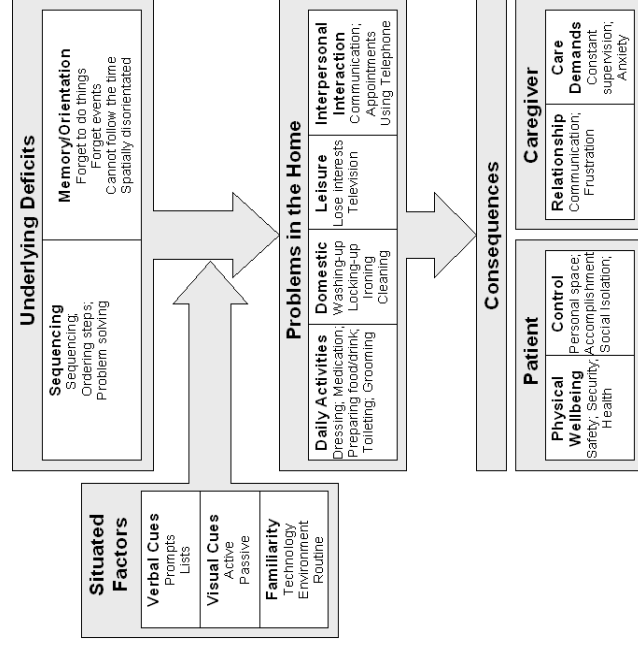 Underlying Deficits
Sequencing
Sequencing;
Ordering steps;
Problem solving
Memory/Orientation
Forget to do things
Forget events
Cannot follow the time
Spatially disorientated
Situated
Factors
Verbal Cues
Prompts
Lists
Visual Cues
Active
Passive
Familiarity
Technology
Environment
Routine
Problems in the Home
Daily Activities
Dressing; Medication;
Preparing food/drink;
Toileting; Grooming
Domestic
Washing-up
Locking-up
Ironing
Cleaning
Leisure
Lose interests
Television
Interpersonal
Interaction
Communication;
Appointments
Using Telephone
Consequences
Patient
Physical
Wellbeing
Safety; Security;
Health
Control
Personal space;
Accomplishment
Social Isolation;
Caregiver
Relationship
Communication;
Frustration
Care
Demands
Constant
supervision;
Anxiety